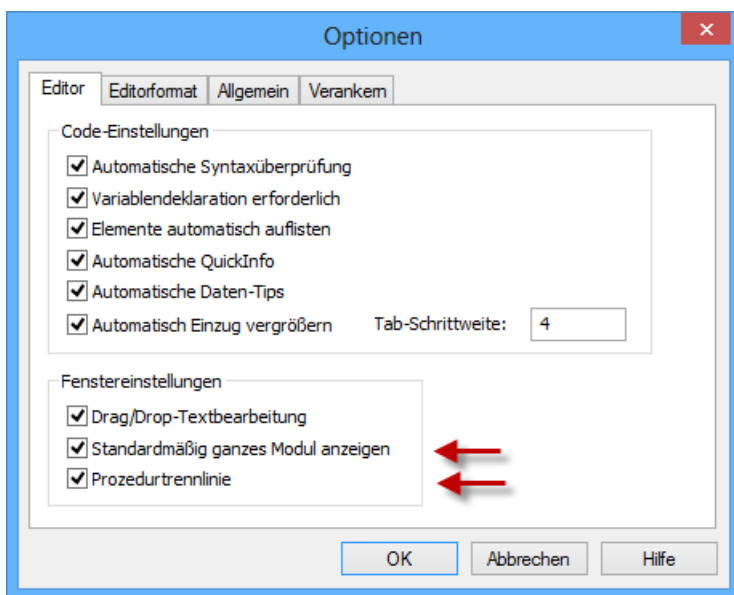 Optionen
Editor Editorformat Allgemein Verankern
Code-Einstellungen
Automatische Syntaxüberprüfung
Variablendeklaration erforderlich
Elemente automatisch auflisten
Automatische QuickInfo
Automatische Daten-Tips
Automatisch Einzug vergrößern Tab-Schrittweite: 4
Fenstereinstellungen
Drag/Drop-Textbearbeitung
Standardmäßig ganzes Modul anzeigen
Prozedurtrennlinie
OK Abbrechen Hilfe